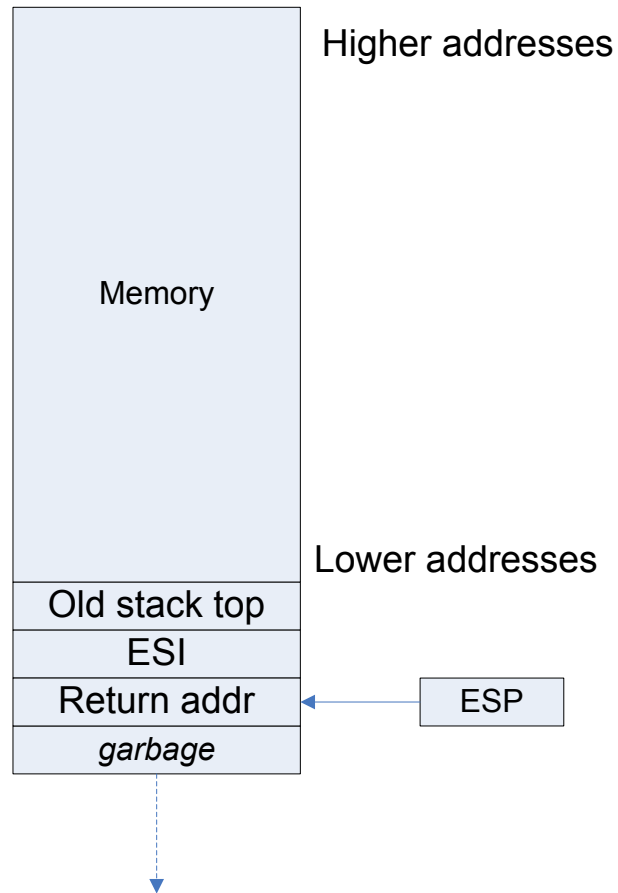 Higher addresses
Memory
Lower addresses
Old stack top
ESI
Return addr
ESP
garbage